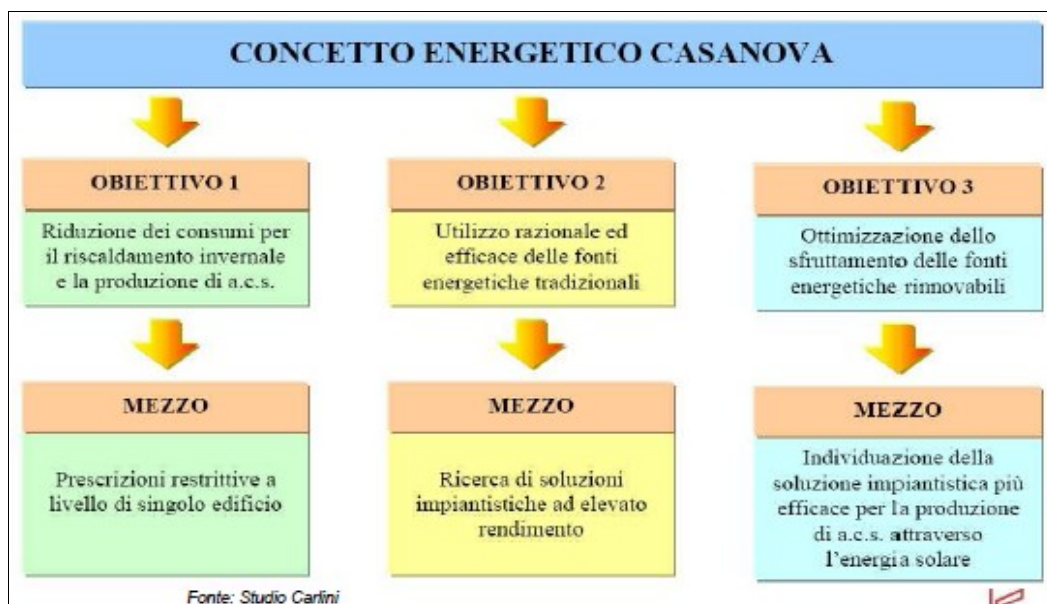 CONCETTO ENERGETICO CASANOVA
OBIETTIVO 1
Riduzione dei consumi per
il riscaldamento invernale
e la produzione di a.c.s.
MEZZO
Prescrizioni restrittive a
livello di singolo edificio
OBIETTIVO 2
Utilizzo razionale ed
efficace delle fonti
energetiche tradizionali
MEZZO
Ricerca di soluzioni
impiantistiche ad elevato
rendimento
OBIETTIVO 3
Ottimizzazione dello
sfruttamento delle fonti
energetiche rinnovabili
MEZZO
Individuazione della
soluzione impiantistica più
efficace per la produzione
di a.c.s. attraverso
l'energia solare
Fonte: Studio Carlini